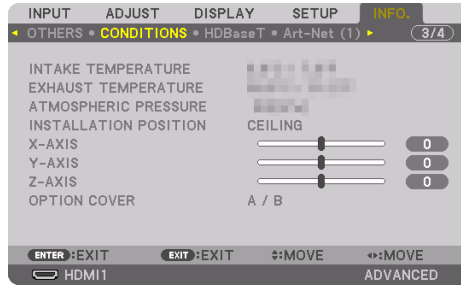 INPUT ADJUST DISPLAY SETUP INFO.
◂ OTHERS • CONDITIONS • HDBaseT • Art-Net (1) ▸ (3/4)
INTAKE TEMPERATURE
EXHAUST TEMPERATURE
ATMOSPHERIC PRESSURE
INSTALLATION POSITION CEILING
X-AXIS 0
Y-AXIS 0
Z-AXIS 0
OPTION COVER A / B
ENTER :EXIT EXIT :EXIT ♦:MOVE ◂▸:MOVE
HDMI1 ADVANCED